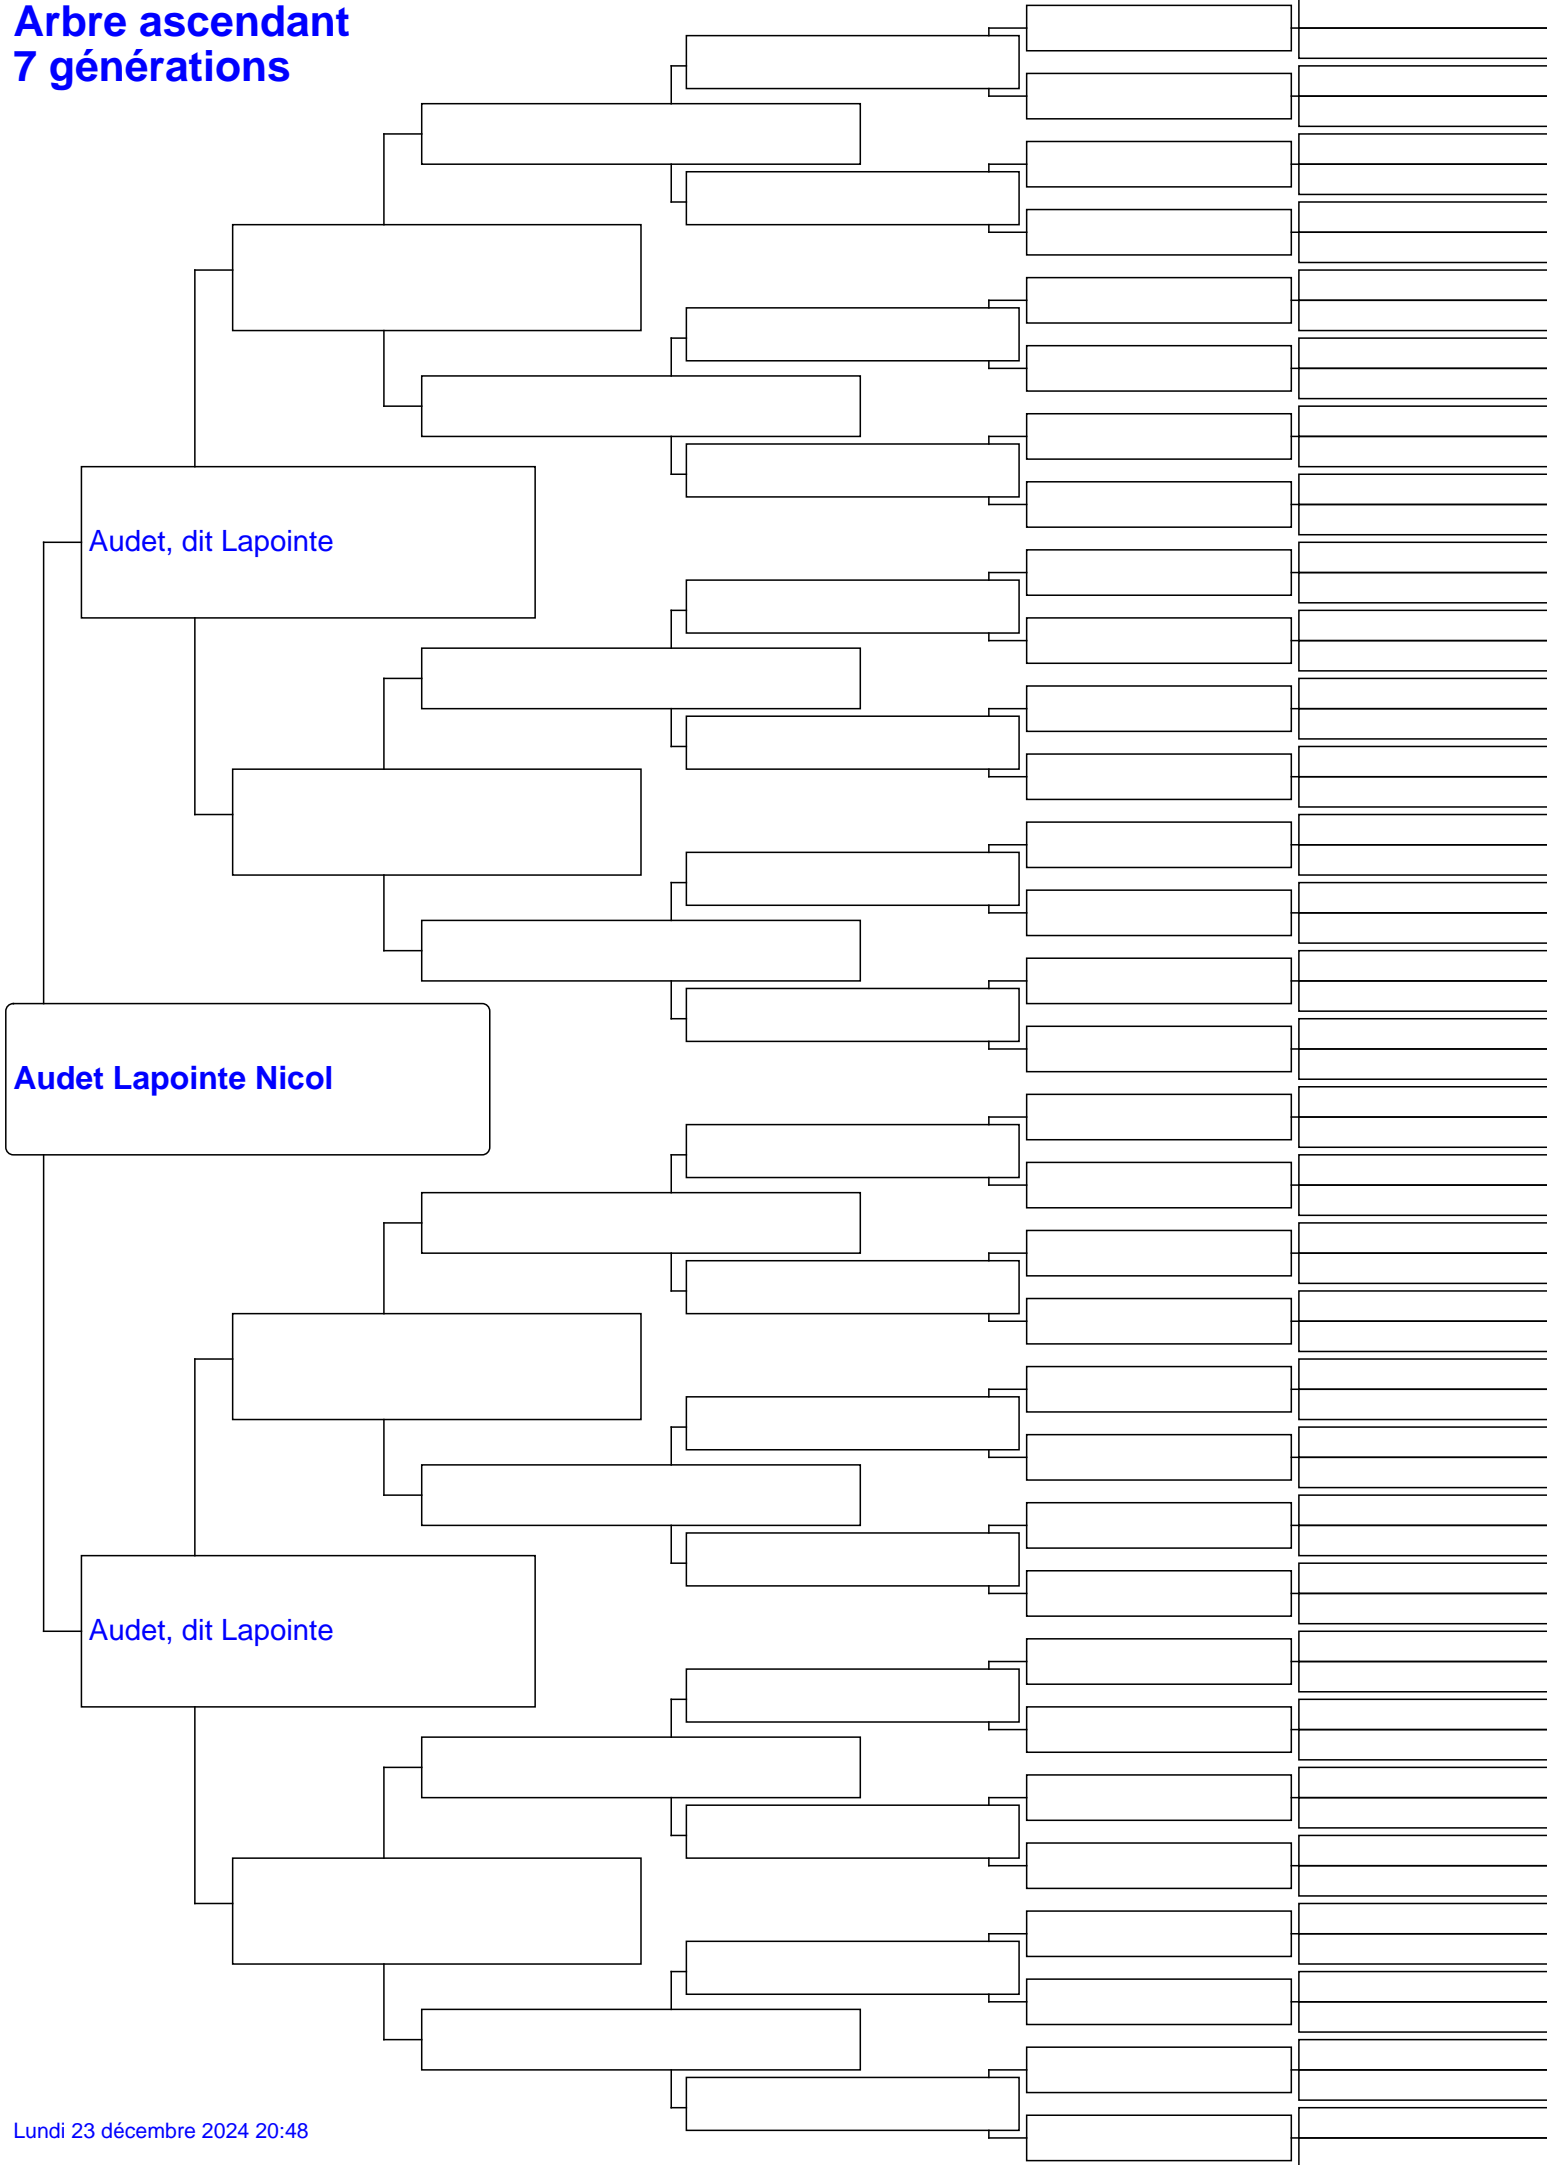 Arbre ascendant
7 générations
Audet, dit Lapointe
Audet Lapointe Nicol
Audet, dit Lapointe
Lundi 23 décembre 2024 20:48